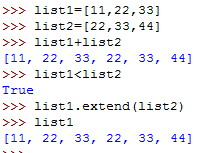 >>> list1=[11,22,33]
>>> list2=[22,33,44]
>>> list1+list2
[11, 22, 33, 22, 33, 44]
>>> list1<list2
True
>>> list1.extend(list2)
>>> list1
[11, 22, 33, 22, 33, 44]
>>>